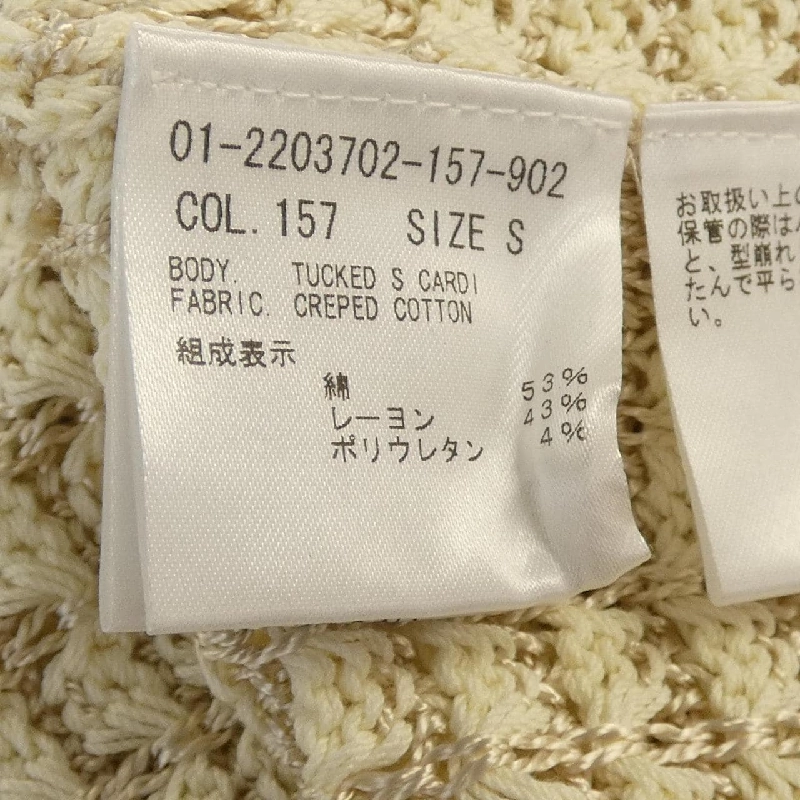 01-2203702-157-902
COL. 157 SIZE S
BODY. TUCKED S CARDI
FABRIC. CREPED COTTON
組成表示
綿 53%
レーヨン 43%
ポリウレタン 4%
お取扱い上の
保管の際は
と、型崩れ
たんで平ら
い。